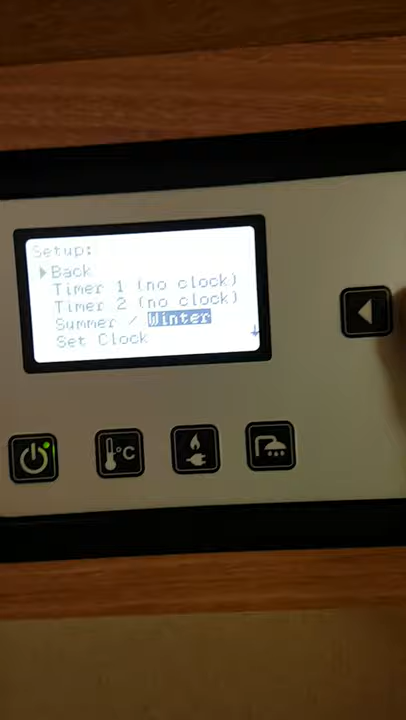 Setup:
Back
Timer 1 (no clock)
Timer 2 (no clock)
Summer / Winter
Set Clock
°C